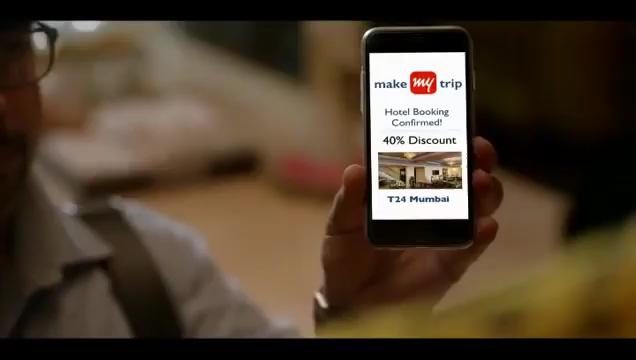 make my trip
Hotel Booking
Confirmed!
40% Discount
T24 Mumbai